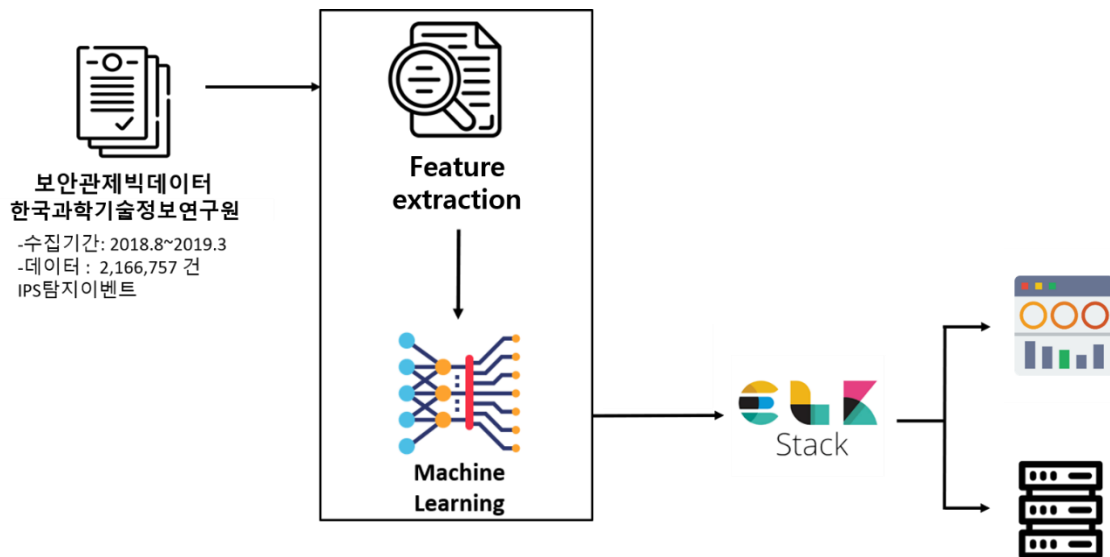 보안관제빅데이터
한국과학기술정보연구원
-수집기간: 2018.8~2019.3
-데이터 : 2,166,757 건
IPS탐지이벤트
Feature
extraction
Machine
Learning
ELK
Stack